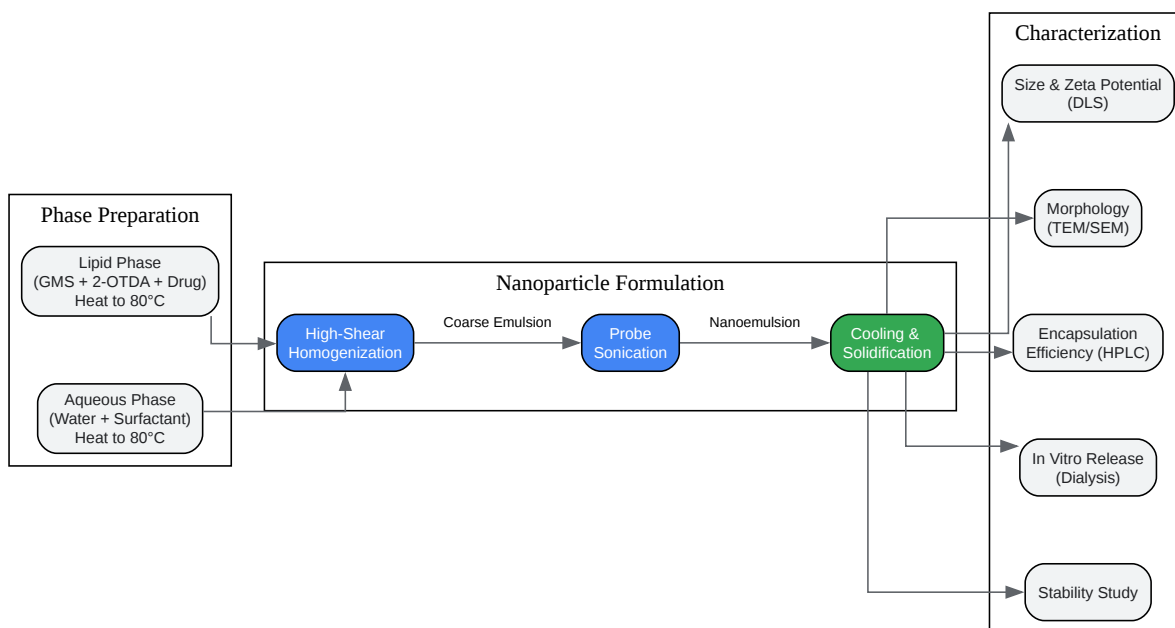 Phase Preparation
Lipid Phase
(GMS + 2-OTDA + Drug)
Heat to 80°C
Aqueous Phase
(Water + Surfactant)
Heat to 80°C
Nanoparticle Formulation
High-Shear
Homogenization
Coarse Emulsion
Probe
Sonication
Nanoemulsion
Cooling &
Solidification
Characterization
Size & Zeta Potential
(DLS)
Morphology
(TEM/SEM)
Encapsulation
Efficiency (HPLC)
In Vitro Release
(Dialysis)
Stability Study